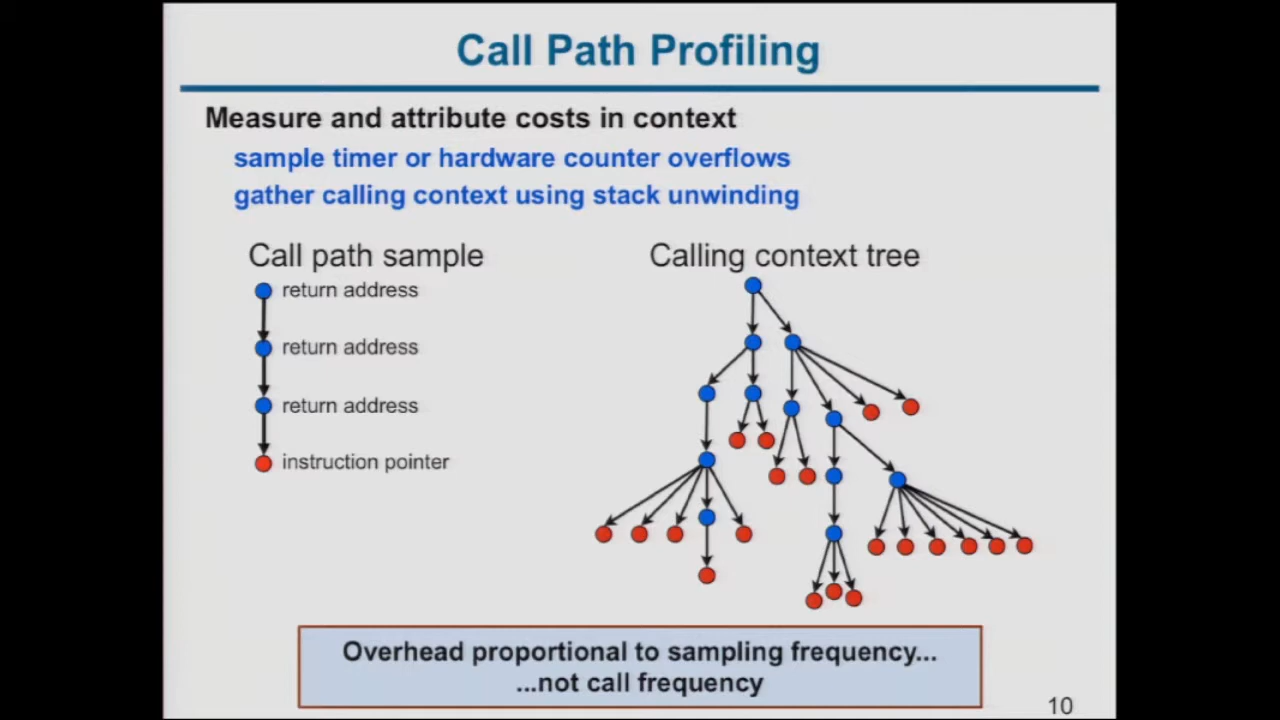 Call Path Profiling
Measure and attribute costs in context
sample timer or hardware counter overflows
gather calling context using stack unwinding
Call path sample
return address
return address
return address
instruction pointer
Calling context tree
Overhead proportional to sampling frequency...
...not call frequency
10